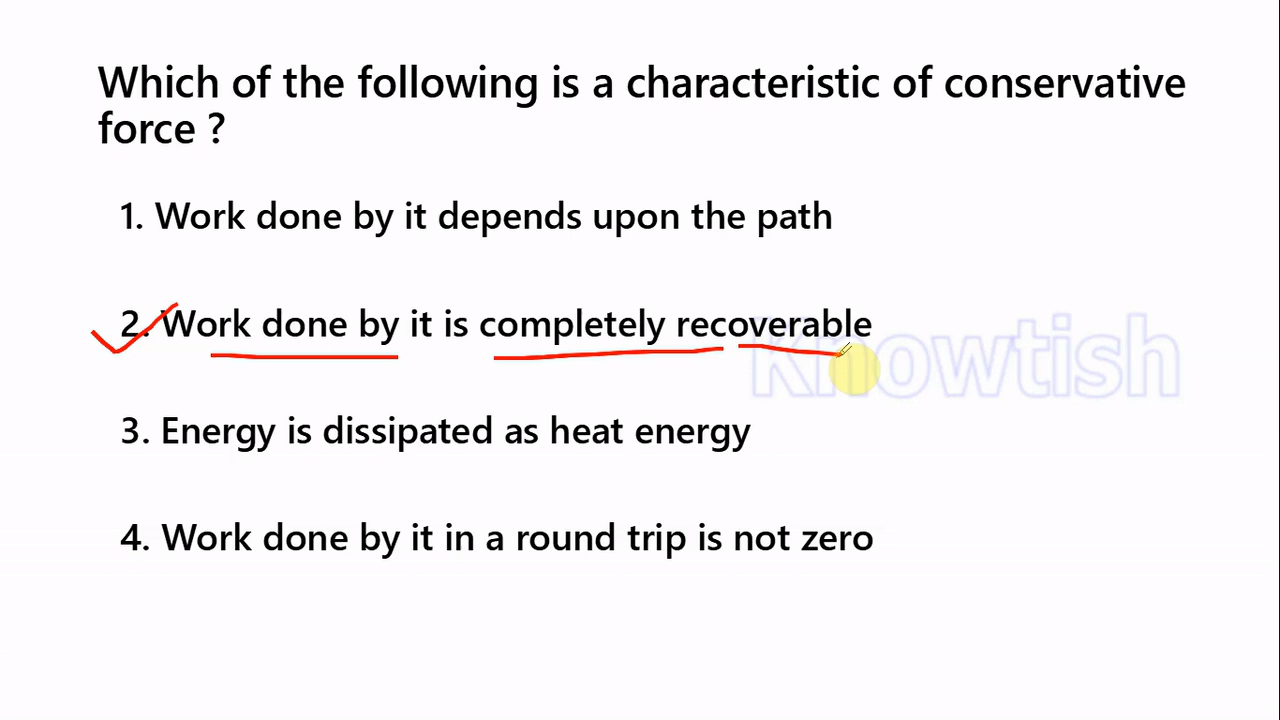 Which of the following is a characteristic of conservative
force ?
1. Work done by it depends upon the path
2. Work done by it is completely recoverable
Knowtish
3. Energy is dissipated as heat energy
4. Work done by it in a round trip is not zero